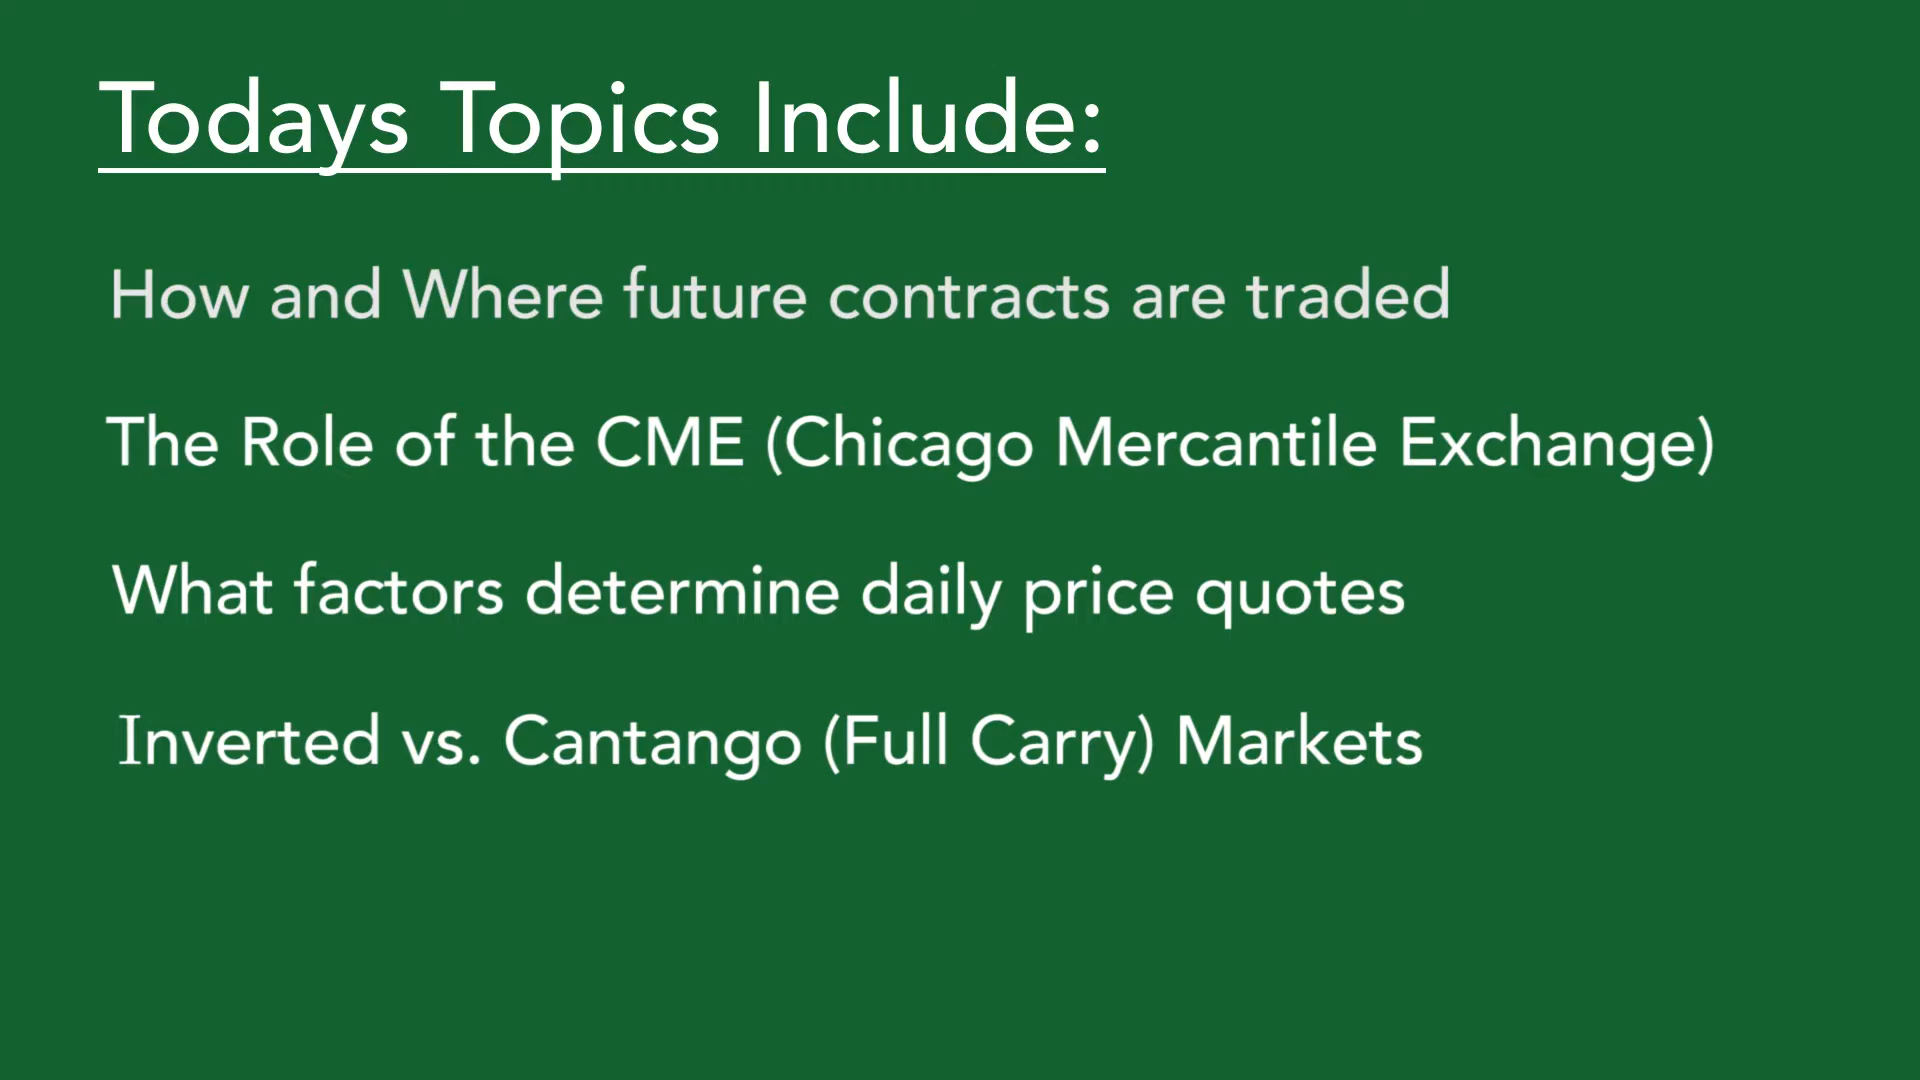 Todays Topics Include:
How and Where future contracts are traded
The Role of the CME (Chicago Mercantile Exchange)
What factors determine daily price quotes
Inverted vs. Cantango (Full Carry) Markets